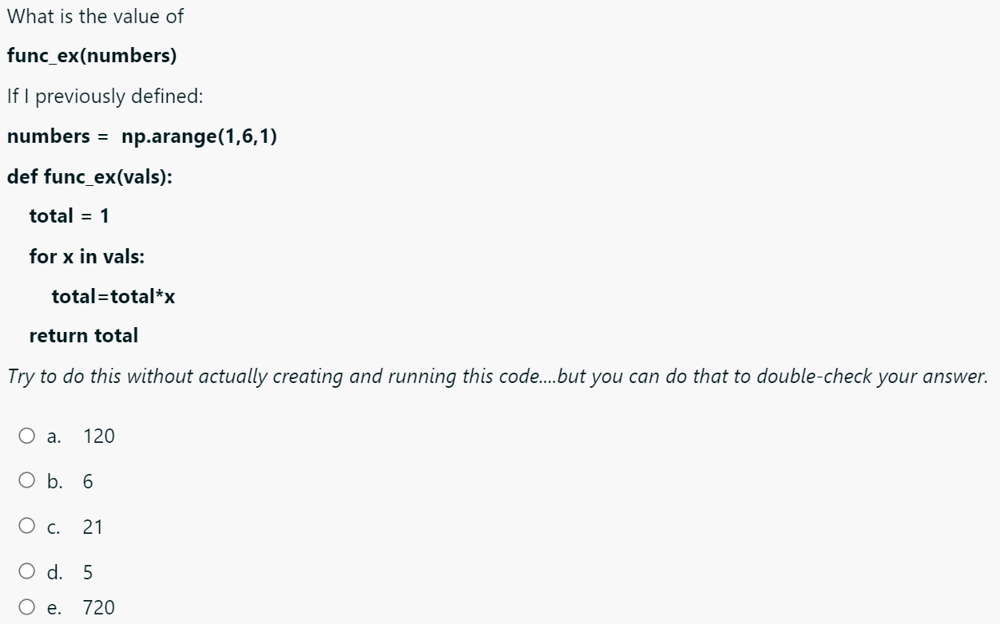 What is the value of
func_ex(numbers)
If I previously defined:
numbers = np.arange(1,6,1)
def func_ex(vals):
total = 1
for x in vals:
total=total*x
return total
Try to do this without actually creating and running this code....but you can do that to double-check your answer.
a. 120
b. 6
c. 21
d. 5
e. 720